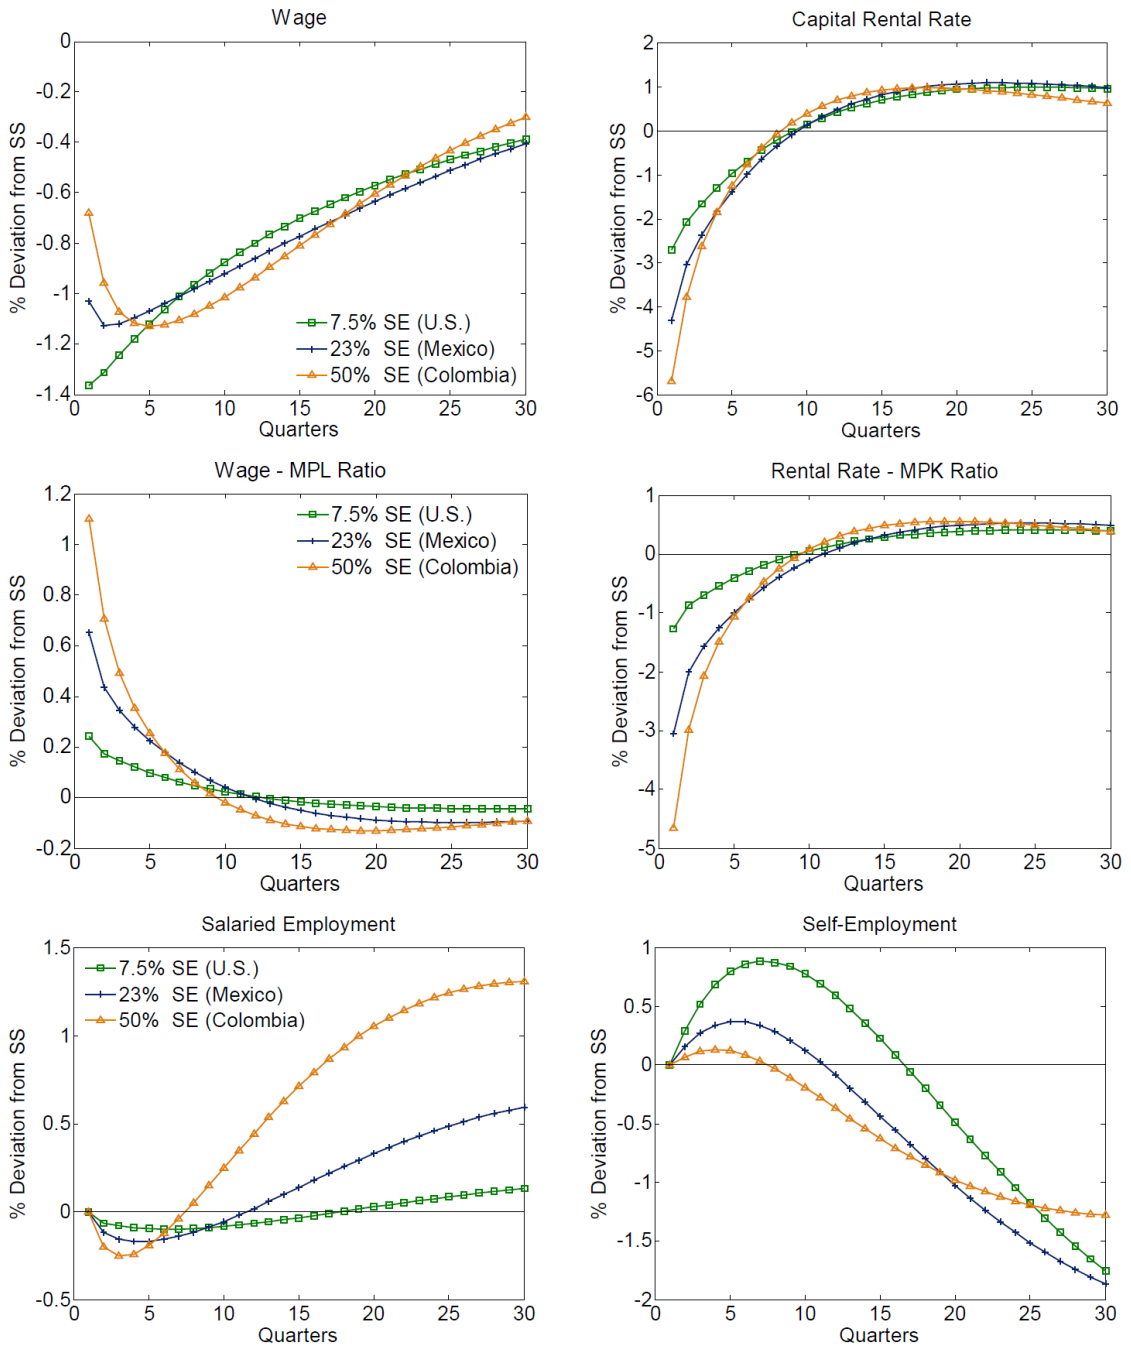 Wage
% Deviation from SS
0
-0.2
-0.4
-0.6
-0.8
-1
-1.2
-1.4
7.5% SE (U.S.)
23% SE (Mexico)
50% SE (Colombia)
0 5 10 15 20 25 30
Quarters
Capital Rental Rate
% Deviation from SS
2
1
0
-1
-2
-3
-4
-5
-6
0 5 10 15 20 25 30
Quarters
Wage - MPL Ratio
% Deviation from SS
1.2
1
0.8
0.6
0.4
0.2
0
-0.2
7.5% SE (U.S.)
23% SE (Mexico)
50% SE (Colombia)
0 5 10 15 20 25 30
Quarters
Rental Rate - MPK Ratio
% Deviation from SS
1
0
-1
-2
-3
-4
-5
0 5 10 15 20 25 30
Quarters
Salaried Employment
% Deviation from SS
1.5
1
0.5
0
-0.5
7.5% SE (U.S.)
23% SE (Mexico)
50% SE (Colombia)
0 5 10 15 20 25 30
Quarters
Self-Employment
% Deviation from SS
1
0.5
0
-0.5
-1
-1.5
-2
0 5 10 15 20 25 30
Quarters